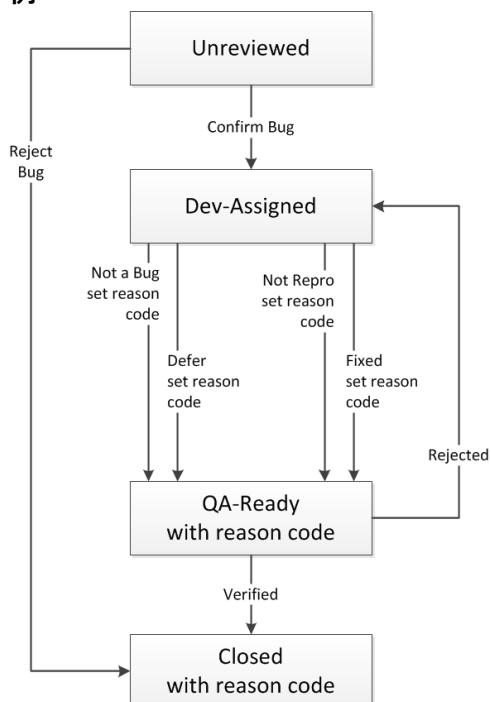 Unreviewed
Confirm Bug
Reject
Bug
Dev-Assigned
Not a Bug
set reason
code
Not Repro
set reason
code
Defer
set reason
code
Fixed
set reason
code
Rejected
QA-Ready
with reason code
Verified
Closed
with reason code